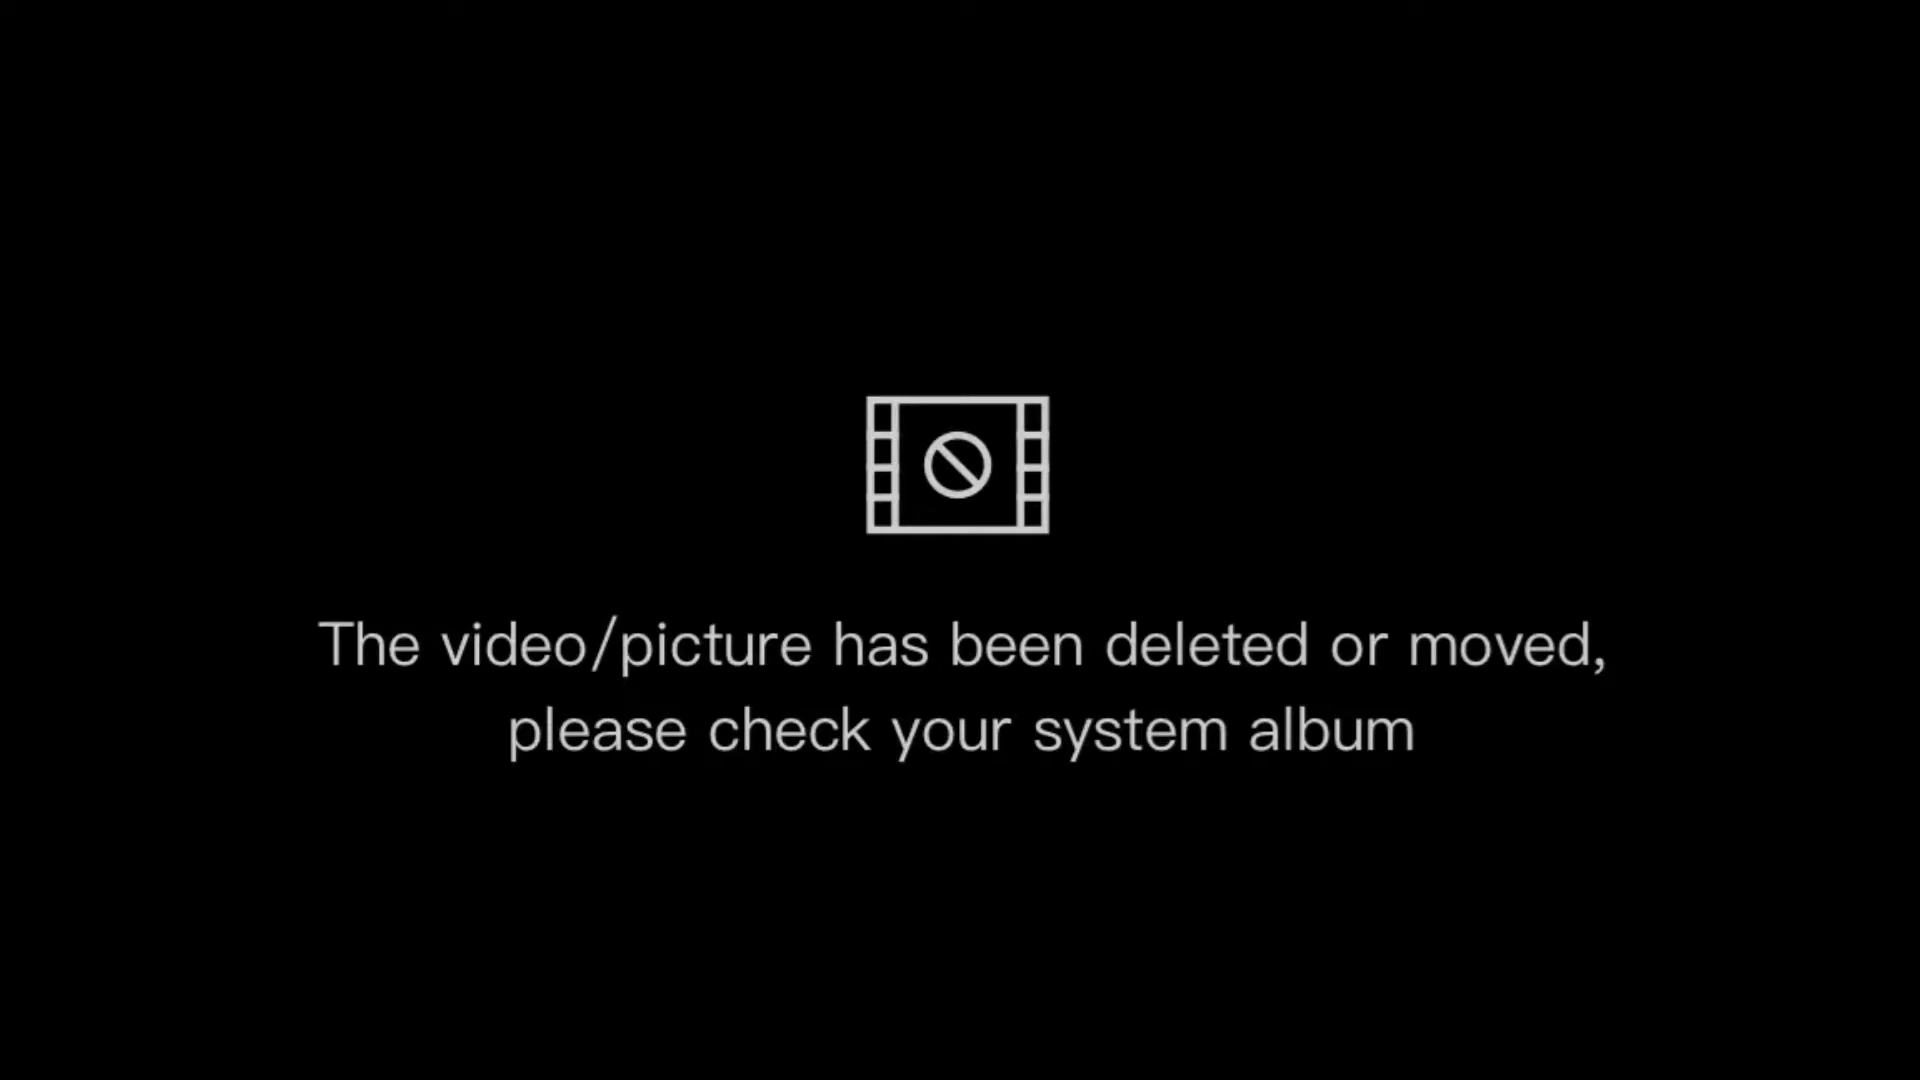 The video/picture has been deleted or moved,
please check your system album